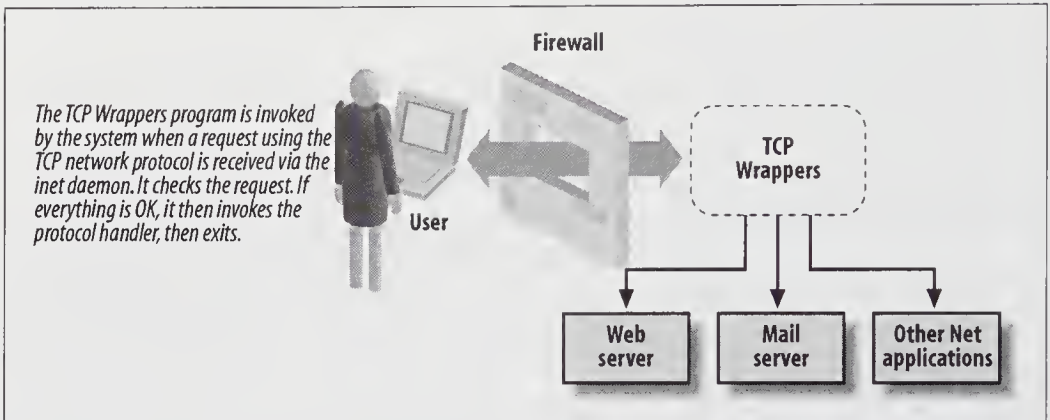 Firewall
The TCP Wrappers program is invoked
by the system when a request using the
TCP network protocol is received via the
inet daemon. It checks the request. If
everything is OK, it then invokes the
protocol handler, then exits.
User
TCP
Wrappers
Web
server
Mail
server
Other Net
applications